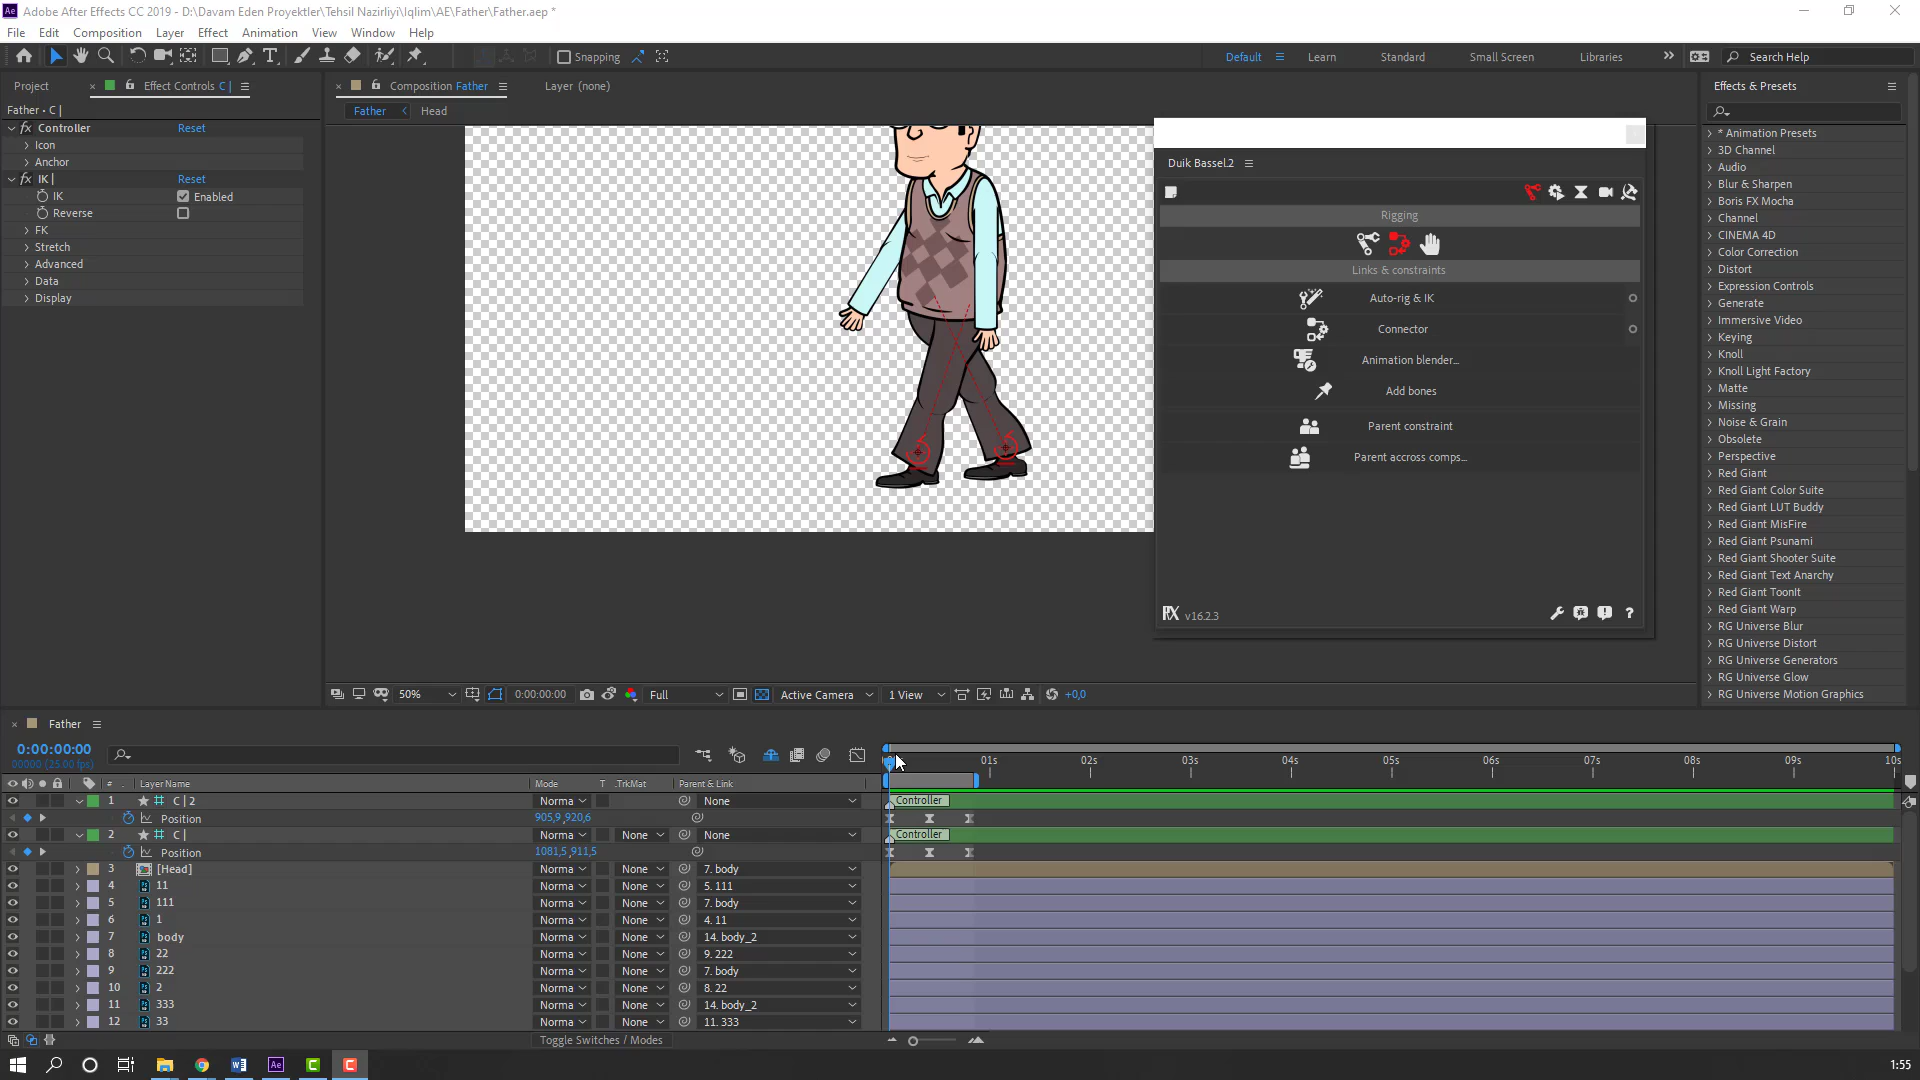 Adobe After Effects CC 2019 - D:\Davam Eden Proyektler\Tehsil Nazirliyi\Iqlim\AE\Father\Father.aep *
File Edit Composition Layer Effect Animation View Window Help
Snapping Default Learn Standard Small Screen Libraries Search Help
Project Effect Controls C |
Father • C |
fx Controller Reset
Icon
Anchor
fx IK | Reset
IK Enabled
Reverse
FK
Stretch
Advanced
Data
Display
Composition Father Layer (none)
Father Head
Duik Bassel.2
Rigging
Links & constraints
Auto-rig & IK
Connector
Animation blender...
Add bones
Parent constraint
Parent accross comps...
v16.2.3
Effects & Presets
* Animation Presets
3D Channel
Audio
Blur & Sharpen
Boris FX Mocha
Channel
CINEMA 4D
Color Correction
Distort
Expression Controls
Generate
Immersive Video
Keying
Knoll
Knoll Light Factory
Matte
Missing
Noise & Grain
Obsolete
Perspective
Red Giant
Red Giant Color Suite
Red Giant LUT Buddy
Red Giant MisFire
Red Giant Psunami
Red Giant Shooter Suite
Red Giant Text Anarchy
Red Giant ToonIt
Red Giant Warp
RG Universe Blur
RG Universe Distort
RG Universe Generators
RG Universe Glow
RG Universe Motion Graphics
50% 0:00:00:00 Full Active Camera 1 View +0,0
Father
0:00:00:00
00000 (25.00 fps)
01s 02s 03s 04s 05s 06s 07s 08s 09s 10s
# Layer Name Mode T .TrkMat Parent & Link
1 C | 2 Norma None Controller
Position 905,9,920,6
2 C | Norma None None Controller
Position 1081,5,911,5
3 [Head] Norma None 7. body
4 11 Norma None 5. 111
5 111 Norma None 7. body
6 1 Norma None 4. 11
7 body Norma None 14. body_2
8 22 Norma None 9. 222
9 222 Norma None 7. body
10 2 Norma None 8. 22
11 333 Norma None 14. body_2
12 33 Norma None 11. 333
Toggle Switches / Modes
1:55